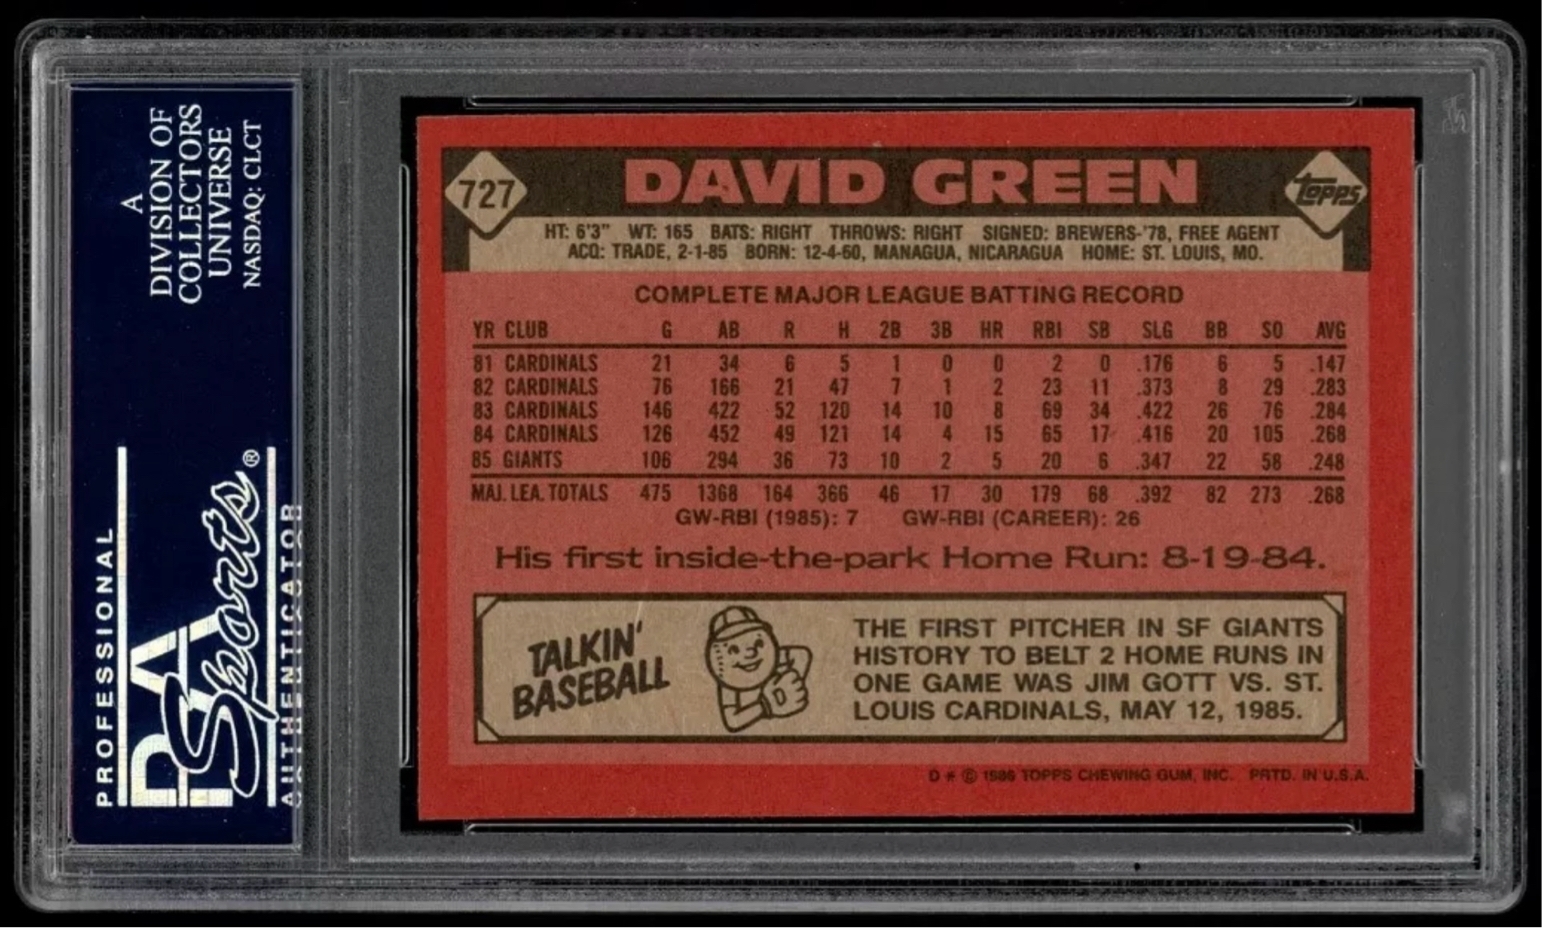 A
DIVISION OF
COLLECTORS
UNIVERSE
NASDAQ: CLCT
PROFESSIONAL
PSA
Sports®
AUTHENTICATOR
727
DAVID GREEN
Topps
HT: 6'3" WT: 165 BATS: RIGHT THROWS: RIGHT SIGNED: BREWERS-'78, FREE AGENT
ACQ: TRADE, 2-1-85 BORN: 12-4-60, MANAGUA, NICARAGUA HOME: ST. LOUIS, MO.
COMPLETE MAJOR LEAGUE BATTING RECORD
YR CLUB G AB R H 2B 3B HR RBI SB SLG BB SO AVG
81 CARDINALS 21 34 6 5 1 0 0 2 0 .176 6 5 .147
82 CARDINALS 76 166 21 47 7 1 2 23 11 .373 8 29 .283
83 CARDINALS 146 422 52 120 14 10 8 69 34 .422 26 76 .284
84 CARDINALS 126 452 49 121 14 4 15 65 17 .416 20 105 .268
85 GIANTS 106 294 36 73 10 2 5 20 6 .347 22 58 .248
MAJ. LEA. TOTALS 475 1368 164 366 46 17 30 179 68 .392 82 273 .268
GW-RBI (1985): 7 GW-RBI (CAREER): 26
His first inside-the-park Home Run: 8-19-84.
TALKIN'
BASEBALL
THE FIRST PITCHER IN SF GIANTS
HISTORY TO BELT 2 HOME RUNS IN
ONE GAME WAS JIM GOTT VS. ST.
LOUIS CARDINALS, MAY 12, 1985.
D * © 1986 TOPPS CHEWING GUM, INC. PRTD. IN U.S.A.